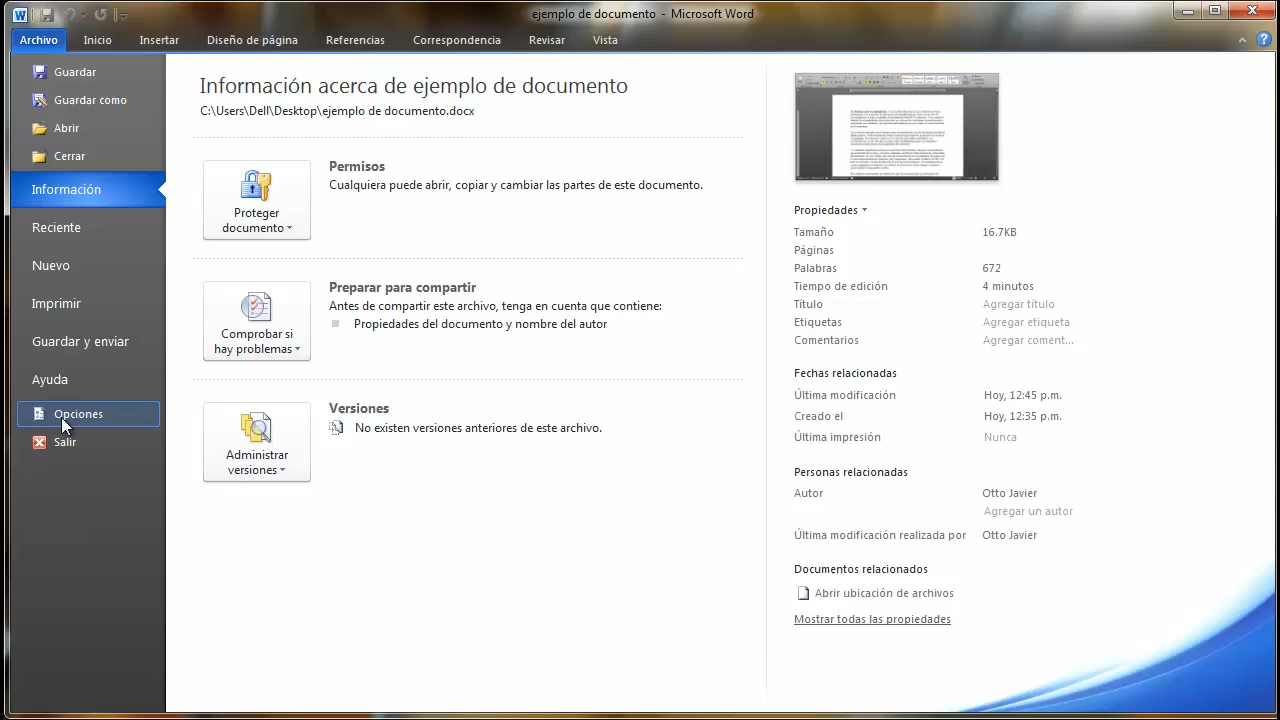 ejemplo de documento - Microsoft Word
Archivo Inicio Insertar Diseño de página Referencias Correspondencia Revisar Vista
Guardar
Guardar como
Abrir
Cerrar
Información
Reciente
Nuevo
Imprimir
Guardar y enviar
Ayuda
Opciones
Salir
Información acerca de ejemplo de documento
C:\Users\Dell\Desktop\ejemplo de documento.docx
Proteger
documento
Permisos
Cualquiera puede abrir, copiar y cambiar las partes de este documento.
Comprobar si
hay problemas
Preparar para compartir
Antes de compartir este archivo, tenga en cuenta que contiene:
Propiedades del documento y nombre del autor
Administrar
versiones
Versiones
No existen versiones anteriores de este archivo.
Propiedades
Tamaño 16.7KB
Páginas
Palabras 672
Tiempo de edición 4 minutos
Título Agregar título
Etiquetas Agregar etiqueta
Comentarios Agregar coment...
Fechas relacionadas
Última modificación Hoy, 12:45 p.m.
Creado el Hoy, 12:35 p.m.
Última impresión Nunca
Personas relacionadas
Autor Otto Javier
Agregar un autor
Última modificación realizada por Otto Javier
Documentos relacionados
Abrir ubicación de archivos
Mostrar todas las propiedades